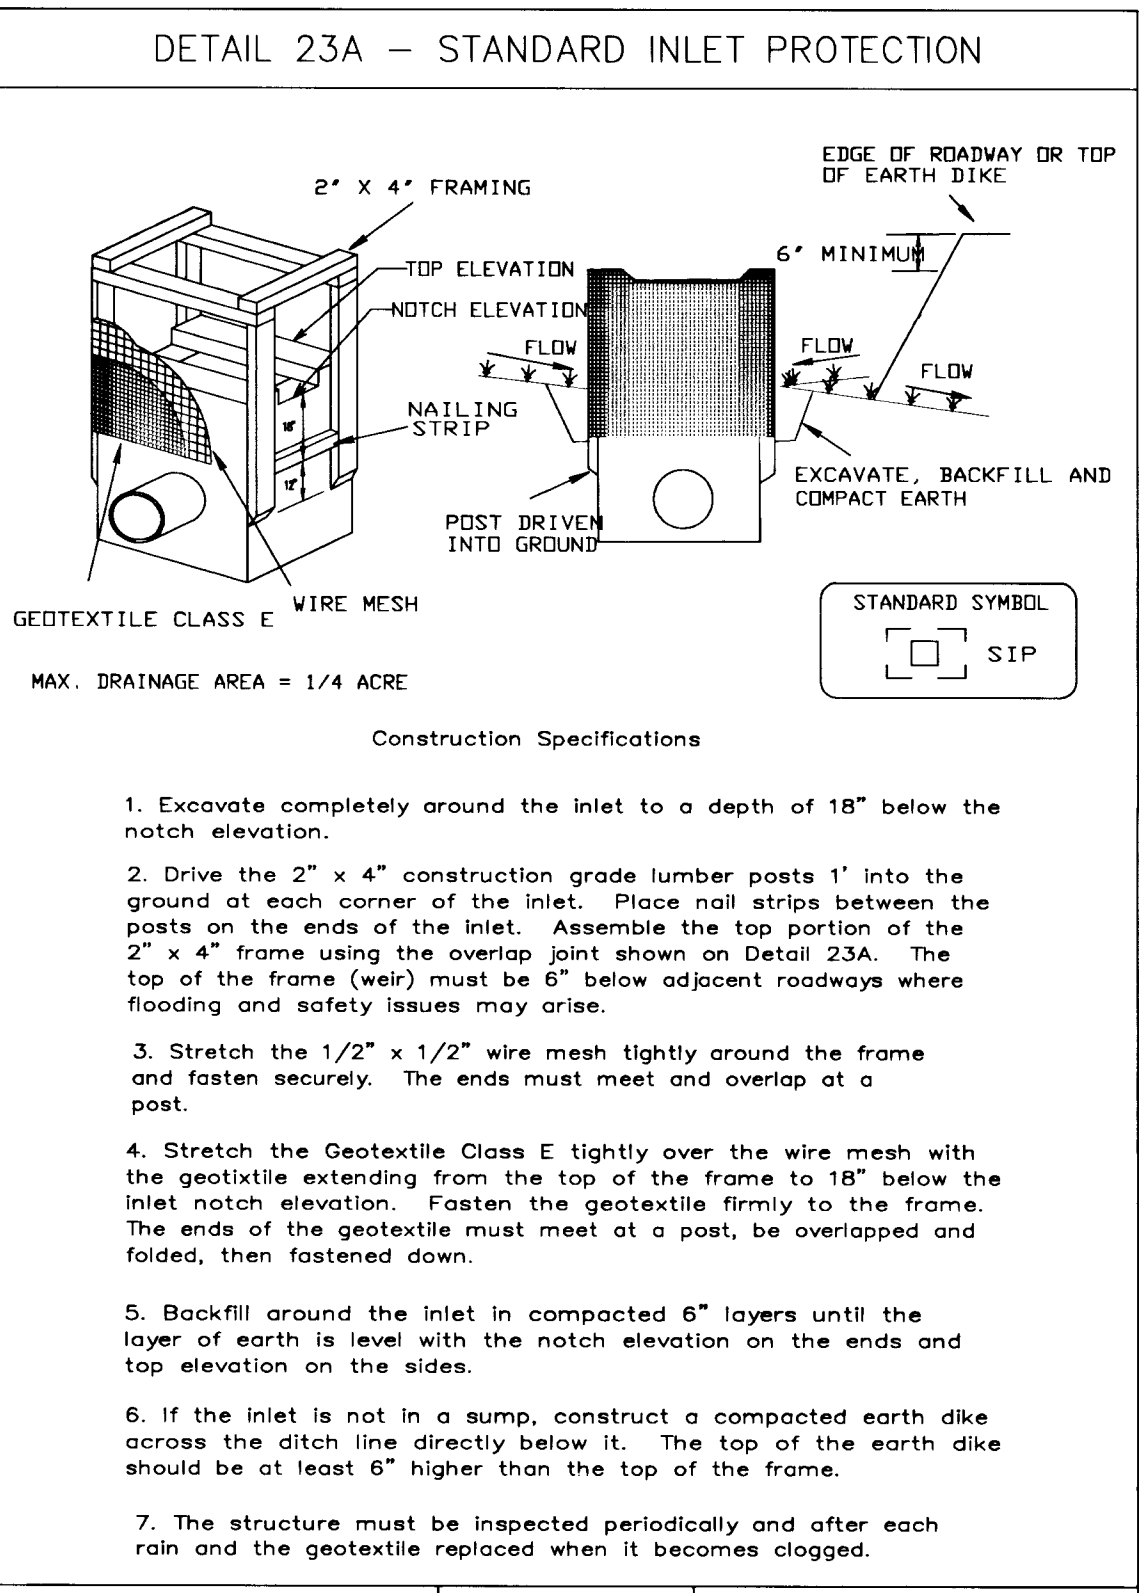 DETAIL 23A – STANDARD INLET PROTECTION
EDGE OF ROADWAY OR TOP
OF EARTH DIKE
2" X 4" FRAMING
6" MINIMUM
TOP ELEVATION
NOTCH ELEVATION
FLOW
FLOW
FLOW
NAILING
STRIP
18"
12"
EXCAVATE, BACKFILL AND
COMPACT EARTH
POST DRIVEN
INTO GROUND
GEOTEXTILE CLASS E
WIRE MESH
STANDARD SYMBOL
SIP
MAX. DRAINAGE AREA = 1/4 ACRE
Construction Specifications
1. Excavate completely around the inlet to a depth of 18" below the
notch elevation.
2. Drive the 2" x 4" construction grade lumber posts 1' into the
ground at each corner of the inlet. Place nail strips between the
posts on the ends of the inlet. Assemble the top portion of the
2" x 4" frame using the overlap joint shown on Detail 23A. The
top of the frame (weir) must be 6" below adjacent roadways where
flooding and safety issues may arise.
3. Stretch the 1/2" x 1/2" wire mesh tightly around the frame
and fasten securely. The ends must meet and overlap at a
post.
4. Stretch the Geotextile Class E tightly over the wire mesh with
the geotixtile extending from the top of the frame to 18" below the
inlet notch elevation. Fasten the geotextile firmly to the frame.
The ends of the geotextile must meet at a post, be overlapped and
folded, then fastened down.
5. Backfill around the inlet in compacted 6" layers until the
layer of earth is level with the notch elevation on the ends and
top elevation on the sides.
6. If the inlet is not in a sump, construct a compacted earth dike
across the ditch line directly below it. The top of the earth dike
should be at least 6" higher than the top of the frame.
7. The structure must be inspected periodically and after each
rain and the geotextile replaced when it becomes clogged.